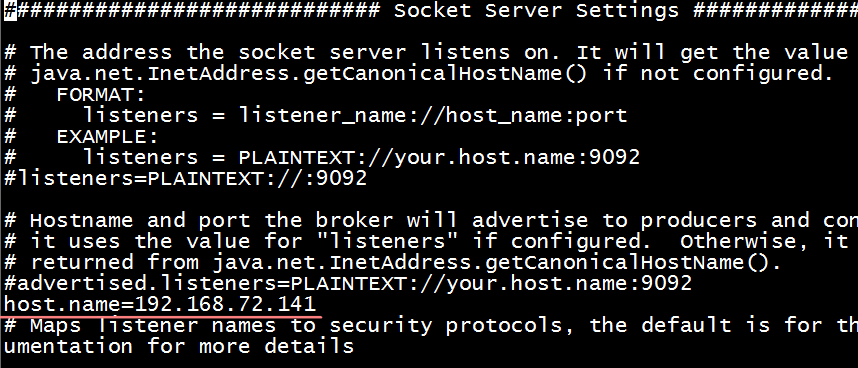 ############################# Socket Server Settings #############
# The address the socket server listens on. It will get the value
# java.net.InetAddress.getCanonicalHostName() if not configured.
#   FORMAT:
#     listeners = listener_name://host_name:port
#   EXAMPLE:
#     listeners = PLAINTEXT://your.host.name:9092
#listeners=PLAINTEXT://:9092
# Hostname and port the broker will advertise to producers and con
# it uses the value for "listeners" if configured.  Otherwise, it
# returned from java.net.InetAddress.getCanonicalHostName().
#advertised.listeners=PLAINTEXT://your.host.name:9092
host.name=192.168.72.141
# Maps listener names to security protocols, the default is for th
umentation for more details